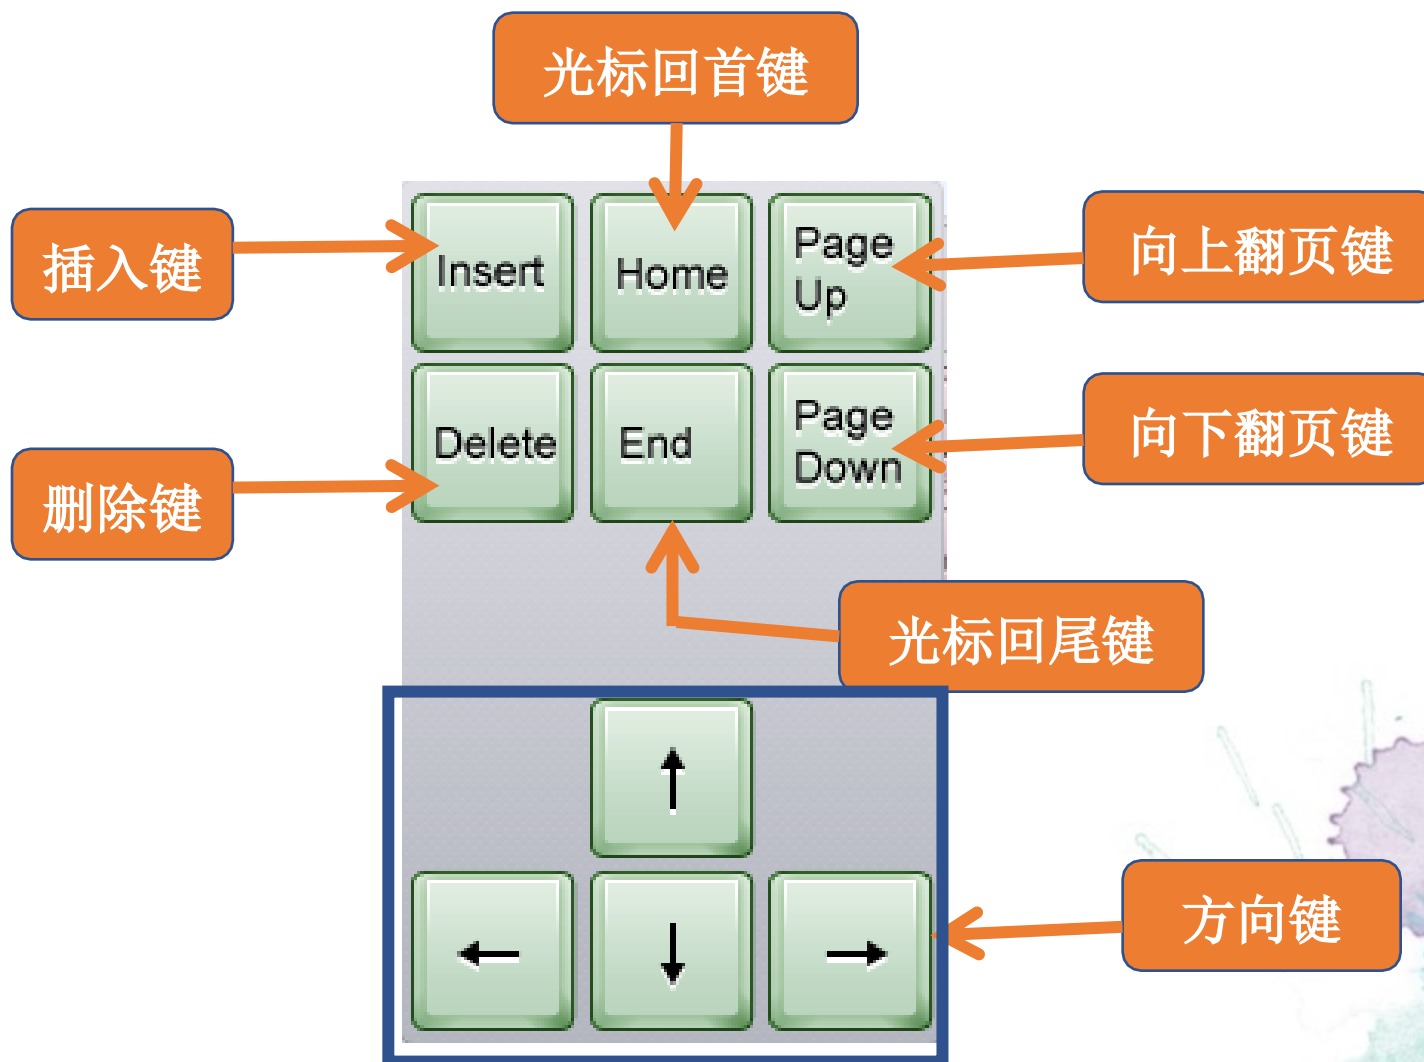 光标回首键
插入键
Insert
Home
Page
Up
向上翻页键
Delete
End
Page
Down
向下翻页键
删除键
光标回尾键
↑
← ↓ →
方向键